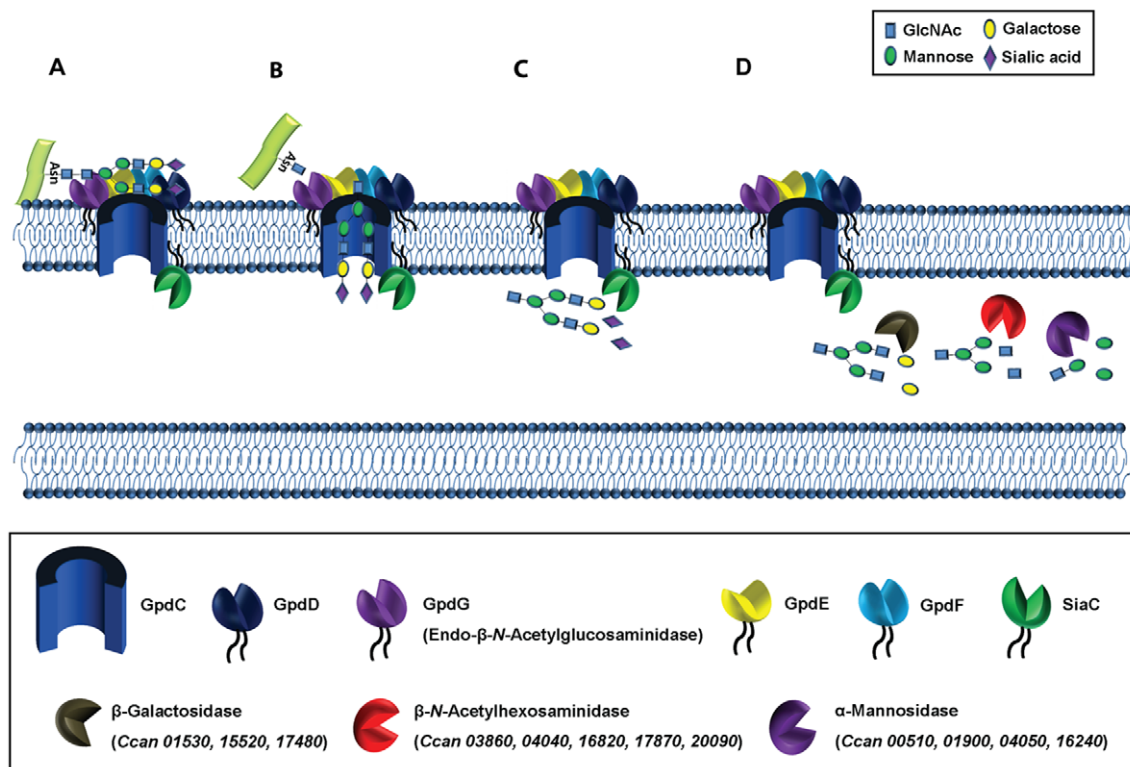 GlcNAc
Galactose
Mannose
Sialic acid
A
B
C
D
Asn
Asn
GpdC
GpdD
GpdG
(Endo-β-N-Acetylglucosaminidase)
GpdE
GpdF
SiaC
β-Galactosidase
(Ccan 01530, 15520, 17480)
β-N-Acetylhexosaminidase
(Ccan 03860, 04040, 16820, 17870, 20090)
α-Mannosidase
(Ccan 00510, 01900, 04050, 16240)